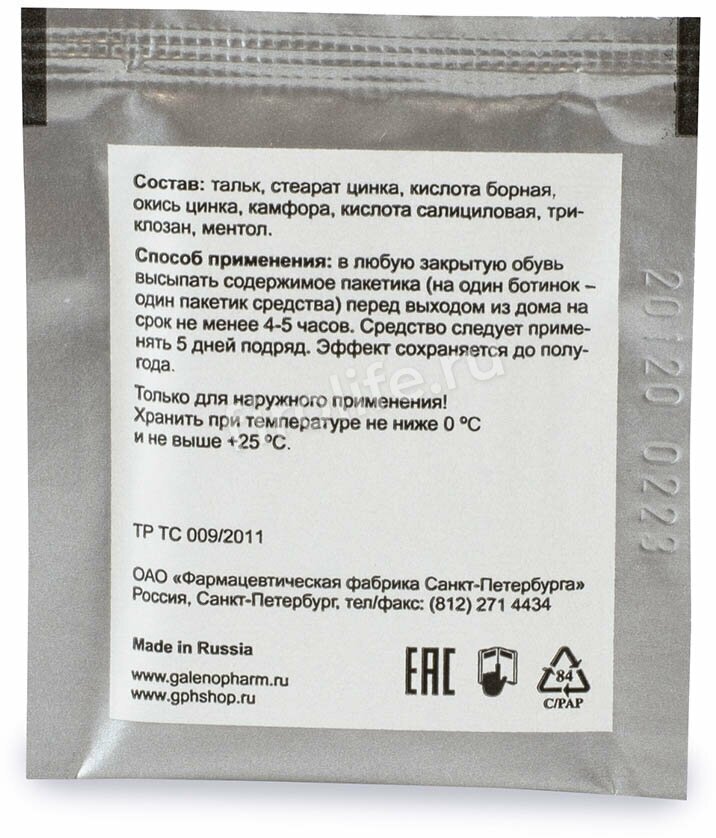 Состав: тальк, стеарат цинка, кислота борная,
окись цинка, камфора, кислота салициловая, три-
клозан, ментол.
Способ применения: в любую закрытую обувь
высыпать содержимое пакетика (на один ботинок –
один пакетик средства) перед выходом из дома на
срок не менее 4-5 часов. Средство следует приме-
нять 5 дней подряд. Эффект сохраняется до полу-
года.
Только для наружного применения!
Хранить при температуре не ниже 0 ºС
и не выше +25 ºС.
ТР ТС 009/2011
ОАО «Фармацевтическая фабрика Санкт-Петербурга»
Россия, Санкт-Петербург, тел/факс: (812) 271 4434
Made in Russia
www.galenopharm.ru
www.gphshop.ru
EAC
84
C/PAP
20120 0223